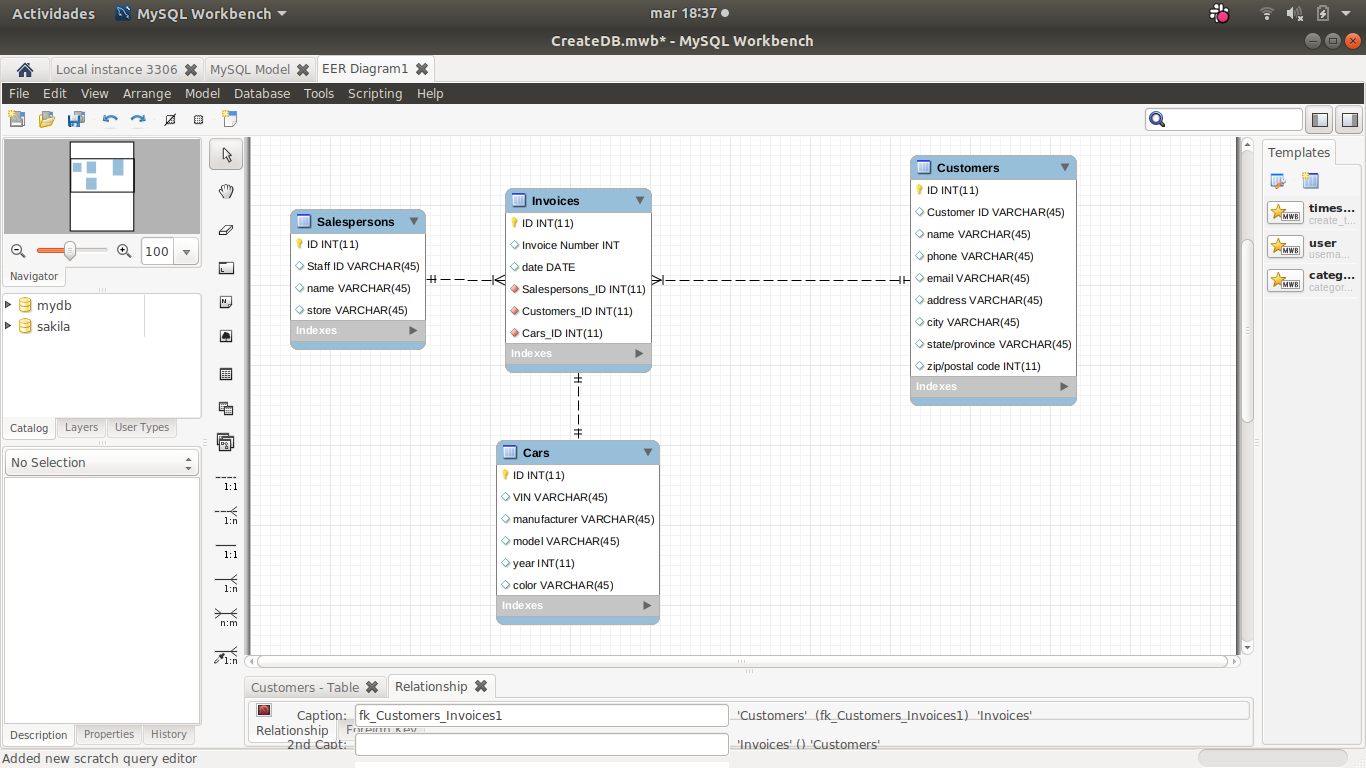 Actividades MySQL Workbench mar 18:37
CreateDB.mwb* - MySQL Workbench
Local instance 3306 MySQL Model EER Diagram1
File Edit View Arrange Model Database Tools Scripting Help
Templates
times...
create_t...
user
usema...
categ...
categor...
100
Navigator
mydb
sakila
Catalog Layers User Types
No Selection
Description Properties History
1:1
1:n
1:1
1:n
n:m
1:n
Salespersons
ID INT(11)
Staff ID VARCHAR(45)
name VARCHAR(45)
store VARCHAR(45)
Indexes
Invoices
ID INT(11)
Invoice Number INT
date DATE
Salespersons_ID INT(11)
Customers_ID INT(11)
Cars_ID INT(11)
Indexes
Customers
ID INT(11)
Customer ID VARCHAR(45)
name VARCHAR(45)
phone VARCHAR(45)
email VARCHAR(45)
address VARCHAR(45)
city VARCHAR(45)
state/province VARCHAR(45)
zip/postal code INT(11)
Indexes
Cars
ID INT(11)
VIN VARCHAR(45)
manufacturer VARCHAR(45)
model VARCHAR(45)
year INT(11)
color VARCHAR(45)
Indexes
Customers - Table Relationship
Caption: fk_Customers_Invoices1 'Customers' (fk_Customers_Invoices1) 'Invoices'
Relationship Foreign Key
2nd Capt: 'Invoices' () 'Customers'
Added new scratch query editor